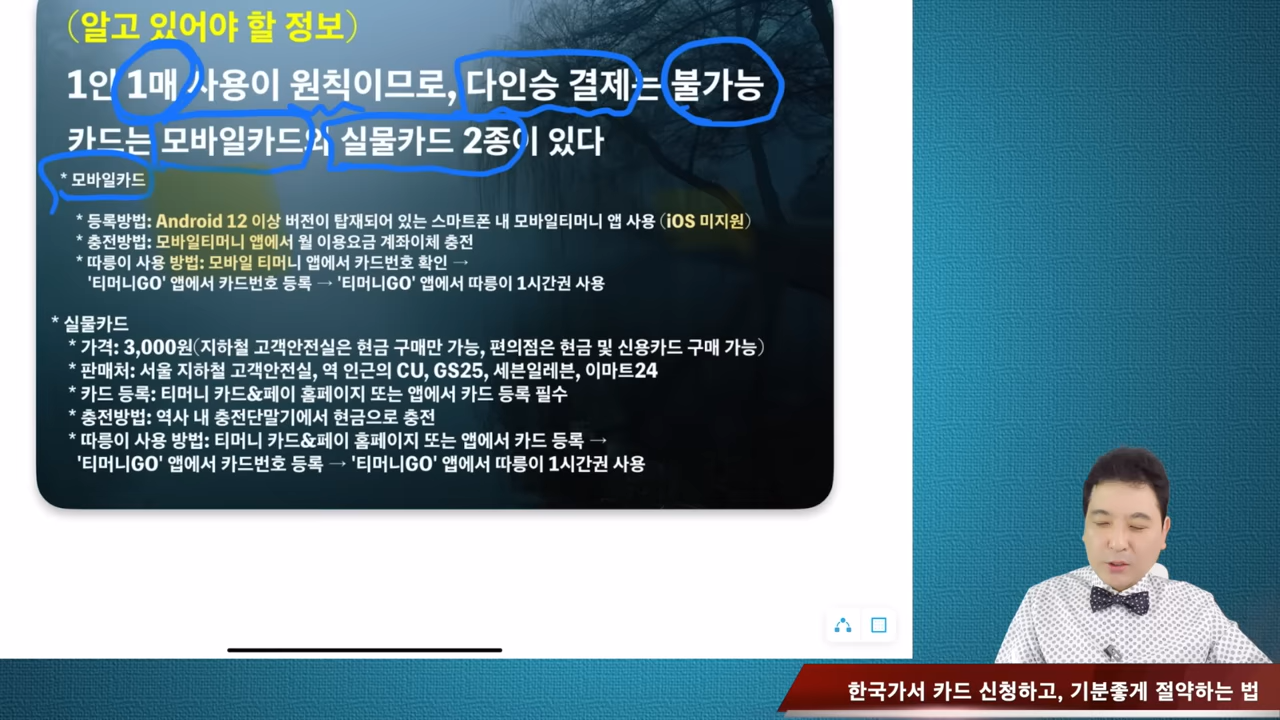 (알고 있어야 할 정보)
1인 1매 사용이 원칙이므로, 다인승 결제는 불가능
카드는 모바일카드와 실물카드 2종이 있다
* 모바일카드
* 등록방법: Android 12 이상 버전이 탑재되어 있는 스마트폰 내 모바일티머니 앱 사용 (iOS 미지원)
* 충전방법: 모바일티머니 앱에서 월 이용요금 계좌이체 충전
* 따릉이 사용 방법: 모바일 티머니 앱에서 카드번호 확인 →
'티머니GO' 앱에서 카드번호 등록 → '티머니GO' 앱에서 따릉이 1시간권 사용
* 실물카드
* 가격: 3,000원(지하철 고객안전실은 현금 구매만 가능, 편의점은 현금 및 신용카드 구매 가능)
* 판매처: 서울 지하철 고객안전실, 역 인근의 CU, GS25, 세븐일레븐, 이마트24
* 카드 등록: 티머니 카드&페이 홈페이지 또는 앱에서 카드 등록 필수
* 충전방법: 역사 내 충전단말기에서 현금으로 충전
* 따릉이 사용 방법: 티머니 카드&페이 홈페이지 또는 앱에서 카드 등록 →
'티머니GO' 앱에서 카드번호 등록 → '티머니GO' 앱에서 따릉이 1시간권 사용
한국가서 카드 신청하고, 기분좋게 절약하는 법